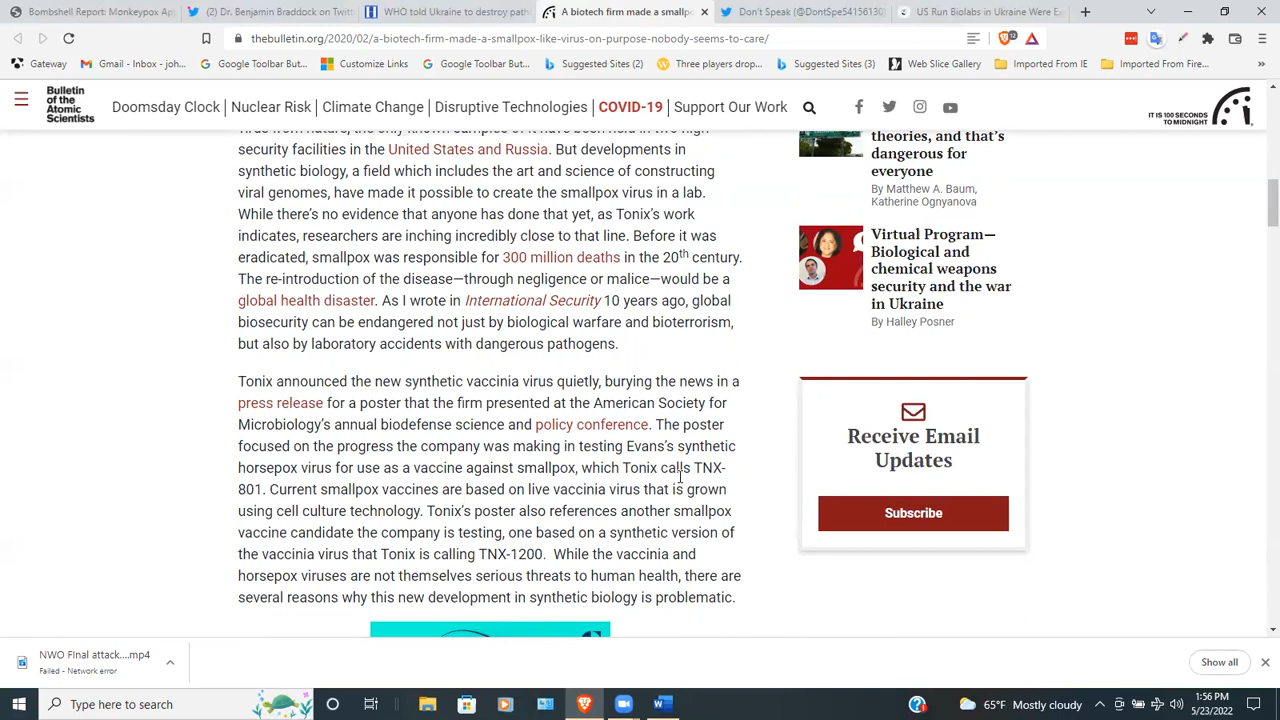 Bombshell Report: Monkeypox Ap
(2) Dr. Benjamin Braddock on Twitt
WHO told Ukraine to destroy path
A biotech firm made a smallp
Don't Speak (@DontSpe54156130
US Run Biolabs in Ukraine Were E
thebulletin.org/2020/02/a-biotech-firm-made-a-smallpox-like-virus-on-purpose-nobody-seems-to-care/
12
Gateway
Gmail - Inbox - joh...
Google Toolbar But...
Customize Links
Google Toolbar But...
Suggested Sites (2)
Three players drop...
Suggested Sites (3)
Web Slice Gallery
Imported From IE
Imported From Fire...
Bulletin
of the
Atomic
Scientists
Doomsday Clock | Nuclear Risk | Climate Change | Disruptive Technologies | COVID-19 | Support Our Work
IT IS 100 SECONDS
TO MIDNIGHT
virus from nature, the only known samples of it have been held in two high
security facilities in the United States and Russia. But developments in
synthetic biology, a field which includes the art and science of constructing
viral genomes, have made it possible to create the smallpox virus in a lab.
While there's no evidence that anyone has done that yet, as Tonix's work
indicates, researchers are inching incredibly close to that line. Before it was
eradicated, smallpox was responsible for 300 million deaths in the 20th century.
The re-introduction of the disease—through negligence or malice—would be a
global health disaster. As I wrote in International Security 10 years ago, global
biosecurity can be endangered not just by biological warfare and bioterrorism,
but also by laboratory accidents with dangerous pathogens.
Tonix announced the new synthetic vaccinia virus quietly, burying the news in a
press release for a poster that the firm presented at the American Society for
Microbiology's annual biodefense science and policy conference. The poster
focused on the progress the company was making in testing Evans's synthetic
horsepox virus for use as a vaccine against smallpox, which Tonix calls TNX-
801. Current smallpox vaccines are based on live vaccinia virus that is grown
using cell culture technology. Tonix's poster also references another smallpox
vaccine candidate the company is testing, one based on a synthetic version of
the vaccinia virus that Tonix is calling TNX-1200. While the vaccinia and
horsepox viruses are not themselves serious threats to human health, there are
several reasons why this new development in synthetic biology is problematic.
theories, and that's
dangerous for
everyone
By Matthew A. Baum,
Katherine Ognyanova
Virtual Program—
Biological and
chemical weapons
security and the war
in Ukraine
By Halley Posner
Receive Email
Updates
Subscribe
NWO FInal attack....mp4
Failed - Network error
Show all
Type here to search
65°F Mostly cloudy
1:56 PM
5/23/2022